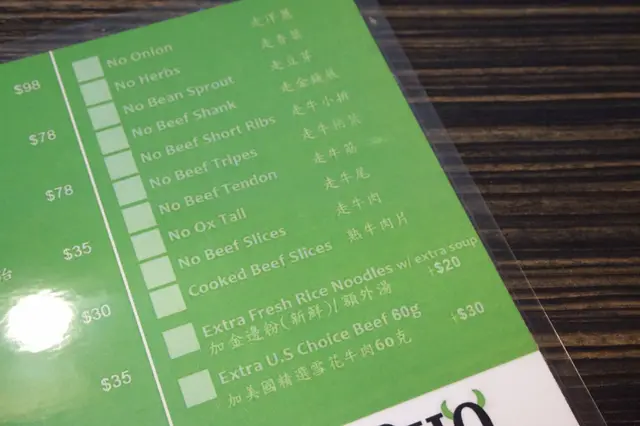 $98
$78
$78
$35
$30
$35
No Onion 走洋蔥
No Herbs 走香菜
No Bean Sprout 走豆芽
No Beef Shank 走金錢腱
No Beef Short Ribs 走牛小排
No Beef Tripes 走牛
No Beef Tendon 走牛筋
No Ox Tall 走牛尾
No Beef Slices 走牛肉
Cooked Beef Slices 熟牛肉片
Extra Fresh Rice Noodles w/ extra soup
加金邊粉(新鮮)/額外湯 +$20
Extra U.S Choice Beef 60g +$30
加美國精選雪花牛肉60克